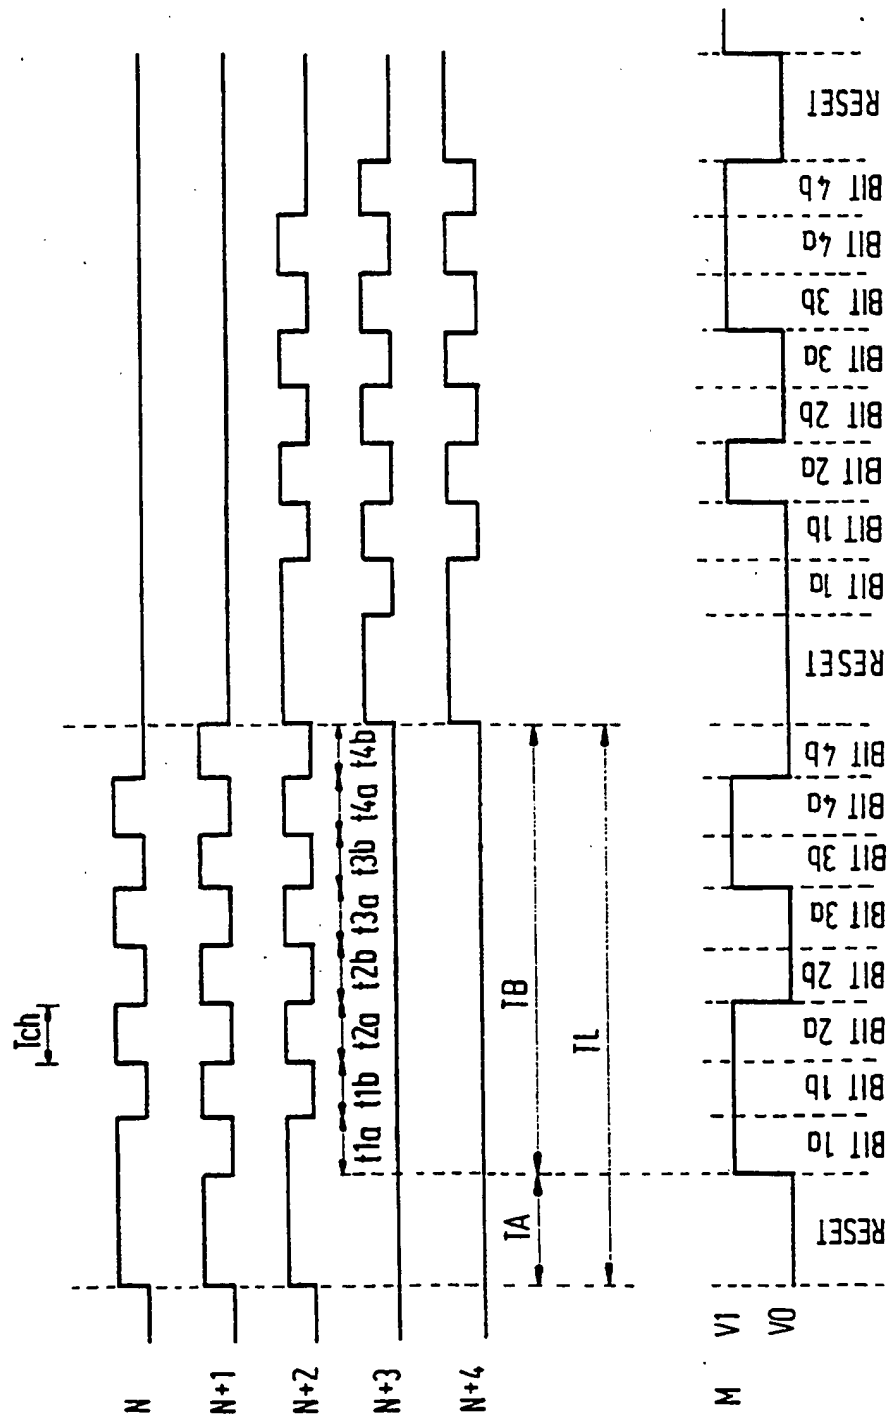 N
N+1
N+2
N+3
N+4
Tch
t1a t1b t2a t2b t3a t3b t4a t4b
TA
TB
TL
M
V1
V0
RESET
BIT 1a
BIT 1b
BIT 2a
BIT 2b
BIT 3a
BIT 3b
BIT 4a
BIT 4b
RESET
BIT 1a
BIT 1b
BIT 2a
BIT 2b
BIT 3a
BIT 3b
BIT 4a
BIT 4b
RESET